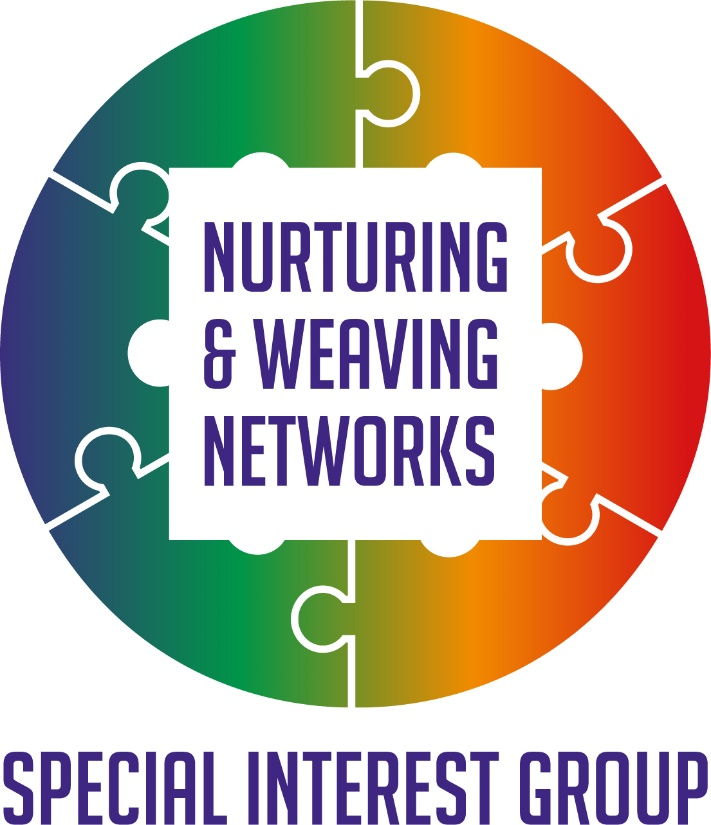 NURTURING
& WEAVING
NETWORKS
SPECIAL INTEREST GROUP